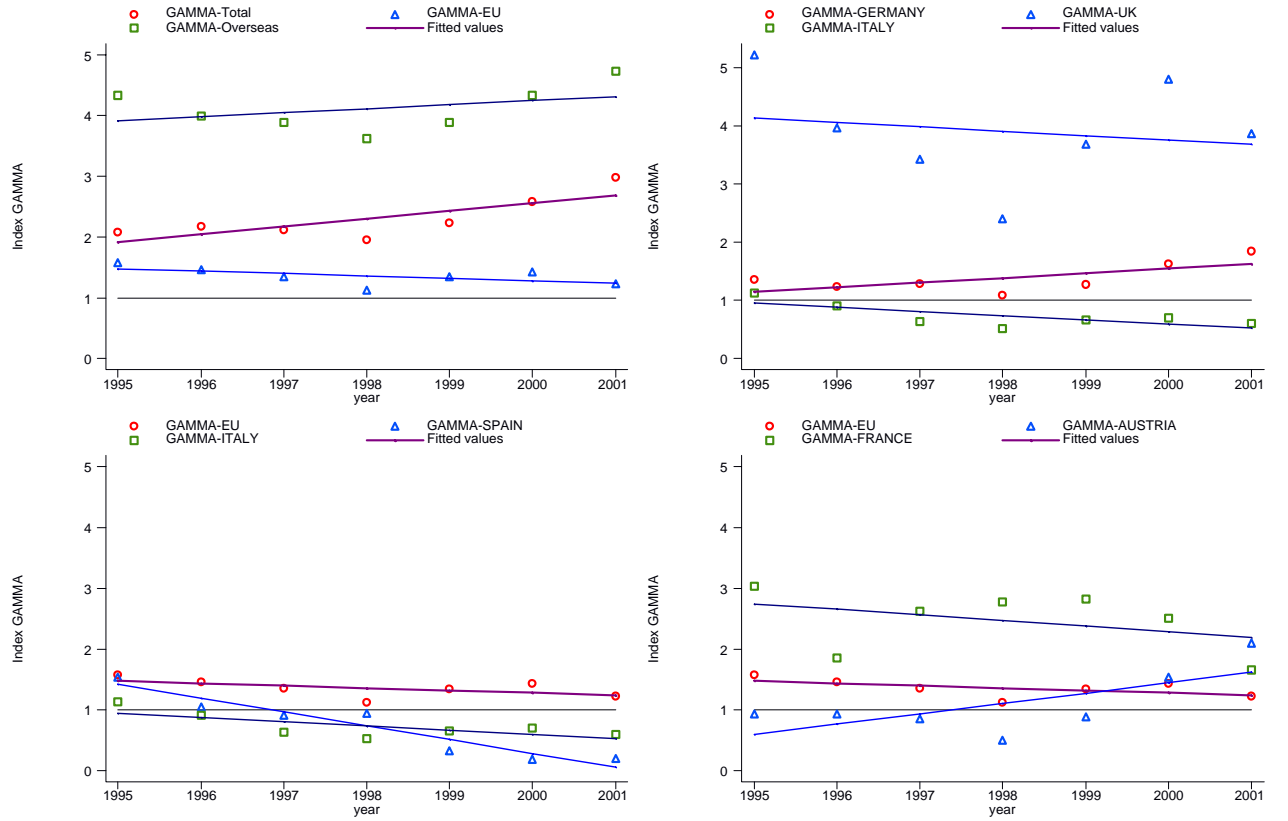 GAMMA-Total GAMMA-EU
GAMMA-Overseas Fitted values
Index GAMMA
5
4
3
2
1
0
1995 1996 1997 1998 1999 2000 2001
year
GAMMA-GERMANY GAMMA-UK
GAMMA-ITALY Fitted values
Index GAMMA
5
4
3
2
1
0
1995 1996 1997 1998 1999 2000 2001
year
GAMMA-EU GAMMA-SPAIN
GAMMA-ITALY Fitted values
Index GAMMA
5
4
3
2
1
0
1995 1996 1997 1998 1999 2000 2001
year
GAMMA-EU GAMMA-AUSTRIA
GAMMA-FRANCE Fitted values
Index GAMMA
5
4
3
2
1
0
1995 1996 1997 1998 1999 2000 2001
year